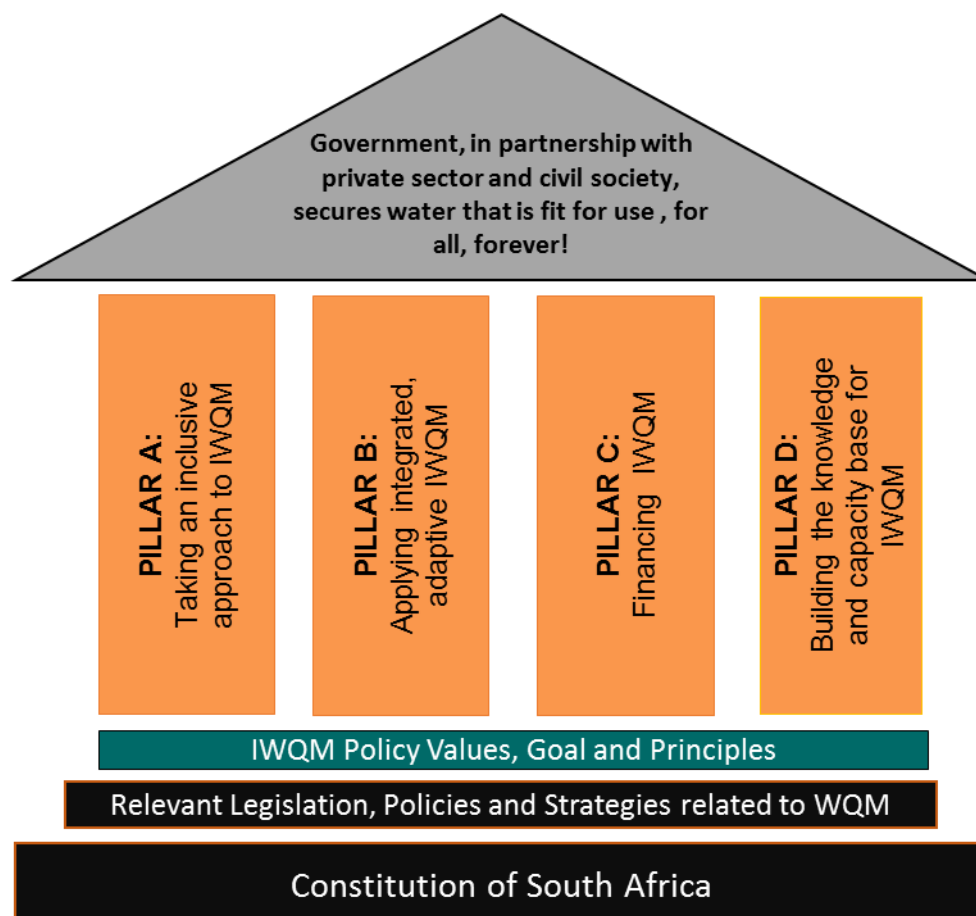 Government, in partnership with
private sector and civil society,
secures water that is fit for use , for
all, forever!
PILLAR A:
Taking an inclusive
approach to IWQM
PILLAR B:
Applying integrated,
adaptive IWQM
PILLAR C:
Financing IWQM
PILLAR D:
Building the knowledge
and capacity base for
IWQM
IWQM Policy Values, Goal and Principles
Relevant Legislation, Policies and Strategies related to WQM
Constitution of South Africa